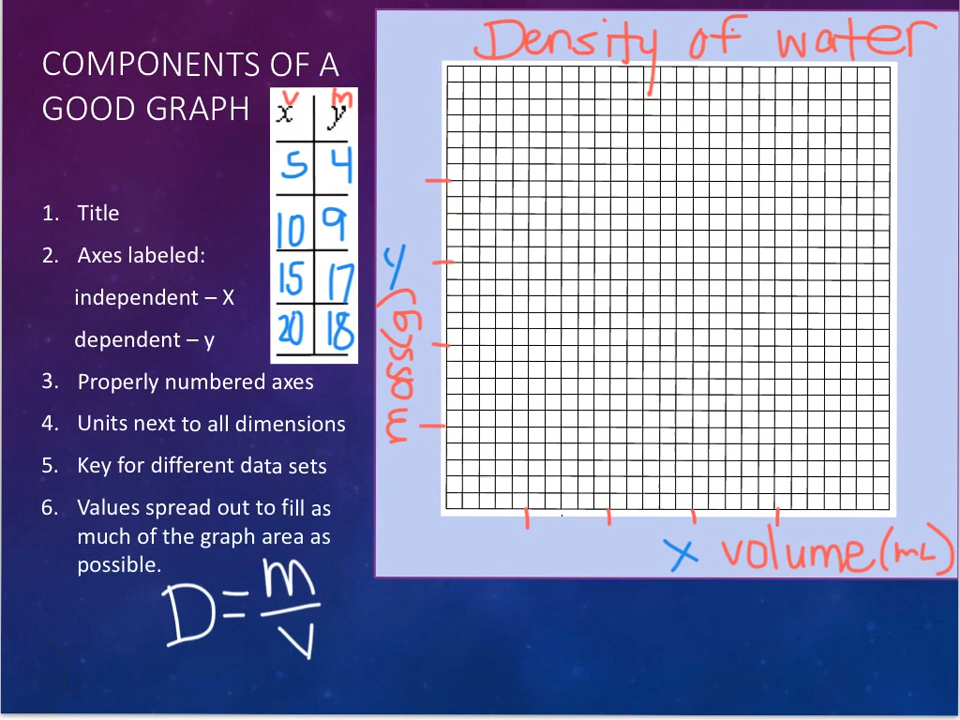 COMPONENTS OF A
GOOD GRAPH
1. Title
2. Axes labeled:
independent – X
dependent – y
3. Properly numbered axes
4. Units next to all dimensions
5. Key for different data sets
6. Values spread out to fill as
much of the graph area as
possible.
D = m
v
v m
x y
5 4
10 9
15 17
20 18
Density of water
y
mass(g)
x volume (mL)